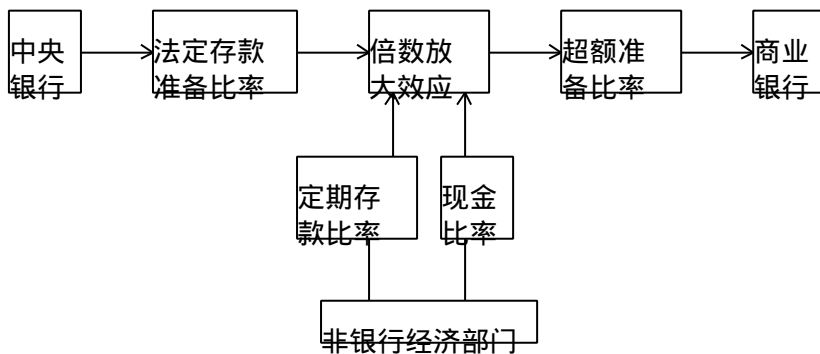 中央
银行
法定存款
准备比率
倍数放
大效应
超额准
备比率
商业
银行
定期存
款比率
现金
比率
非银行经济部门